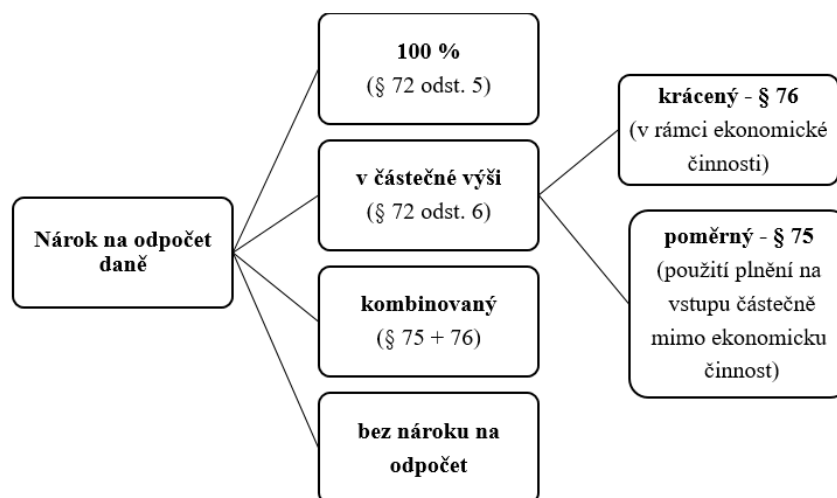 Nárok na odpočet
daně
100 %
(§ 72 odst. 5)
v částečné výši
(§ 72 odst. 6)
kombinovaný
(§ 75 + 76)
bez nároku na
odpočet
krácený - § 76
(v rámci ekonomické
činnosti)
poměrný - § 75
(použití plnění na
vstupu částečně
mimo ekonomicku
činnost)